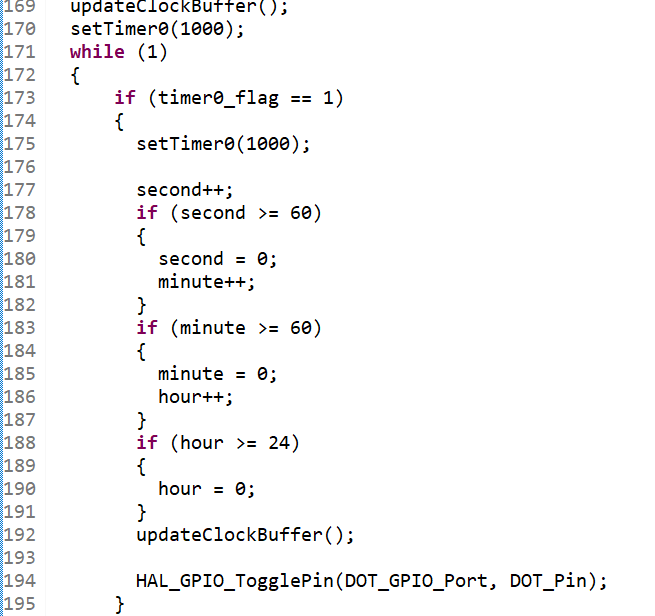 169 updateClockBuffer();
170 setTimer0(1000);
171 while (1)
172 {
173 if (timer0_flag == 1)
174 {
175 setTimer0(1000);
176
177 second++;
178 if (second >= 60)
179 {
180 second = 0;
181 minute++;
182 }
183 if (minute >= 60)
184 {
185 minute = 0;
186 hour++;
187 }
188 if (hour >= 24)
189 {
190 hour = 0;
191 }
192 updateClockBuffer();
193
194 HAL_GPIO_TogglePin(DOT_GPIO_Port, DOT_Pin);
195 }